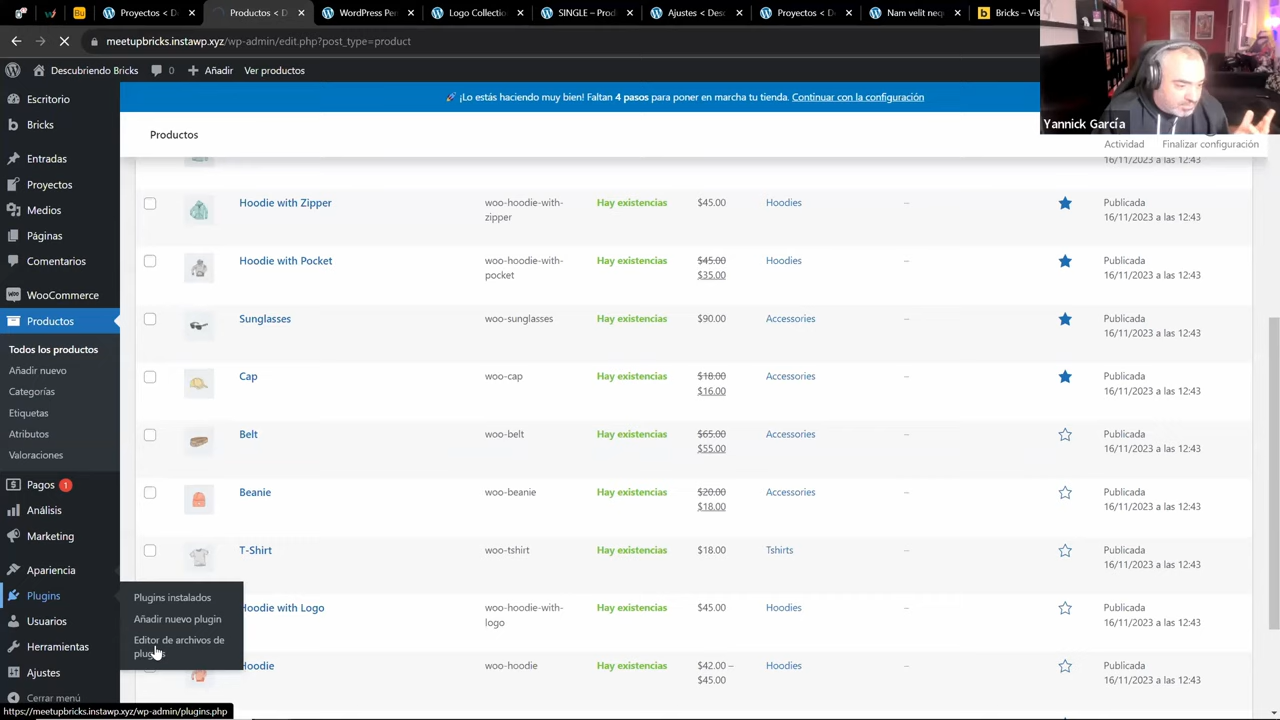 Proyectos < D
Productos < D
WordPress Pe
Logo Collecti
SINGLE – Prod
Ajustes < Des
Proyectos < D
Nam velit neq
Bricks – Vis
meetupbricks.instawp.xyz/wp-admin/edit.php?post_type=product
Descubriendo Bricks
0
Añadir
Ver productos
¡Lo estás haciendo muy bien! Faltan 4 pasos para poner en marcha tu tienda. Continuar con la configuración
Yannick García
Productos
Actividad
Finalizar configuración
Escritorio
Bricks
Entradas
Proyectos
Medios
Páginas
Comentarios
WooCommerce
Productos
Todos los productos
Añadir nuevo
Categorías
Etiquetas
Atributos
Valoraciones
Pagos 1
Análisis
Marketing
Apariencia
Plugins
Usuarios
Herramientas
Ajustes
Cerrar menú
Plugins instalados
Añadir nuevo plugin
Editor de archivos de
16/11/2023 a las 12:43
Hoodie with Zipper
woo-hoodie-with-
zipper
Hay existencias
$45.00
Hoodies
–
Publicada
16/11/2023 a las 12:43
Hoodie with Pocket
woo-hoodie-with-
pocket
Hay existencias
$45.00
$35.00
Hoodies
–
Publicada
16/11/2023 a las 12:43
Sunglasses
woo-sunglasses
Hay existencias
$90.00
Accessories
–
Publicada
16/11/2023 a las 12:43
Cap
woo-cap
Hay existencias
$18.00
$16.00
Accessories
–
Publicada
16/11/2023 a las 12:43
Belt
woo-belt
Hay existencias
$65.00
$55.00
Accessories
–
Publicada
16/11/2023 a las 12:43
Beanie
woo-beanie
Hay existencias
$20.00
$18.00
Accessories
–
Publicada
16/11/2023 a las 12:43
T-Shirt
woo-tshirt
Hay existencias
$18.00
Tshirts
–
Publicada
16/11/2023 a las 12:43
Hoodie with Logo
woo-hoodie-with-
logo
Hay existencias
$45.00
Hoodies
–
Publicada
16/11/2023 a las 12:43
Hoodie
woo-hoodie
Hay existencias
$42.00 –
$45.00
Hoodies
–
Publicada
16/11/2023 a las 12:43
https://meetupbricks.instawp.xyz/wp-admin/plugins.php